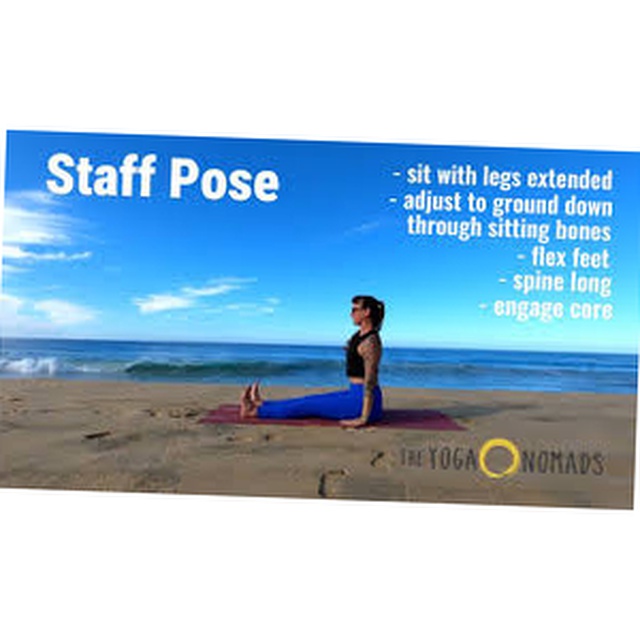 Staff Pose
- sit with legs extended
- adjust to ground down
through sitting bones
- flex feet
- spine long
- engage core
THE YOGA NOMADS